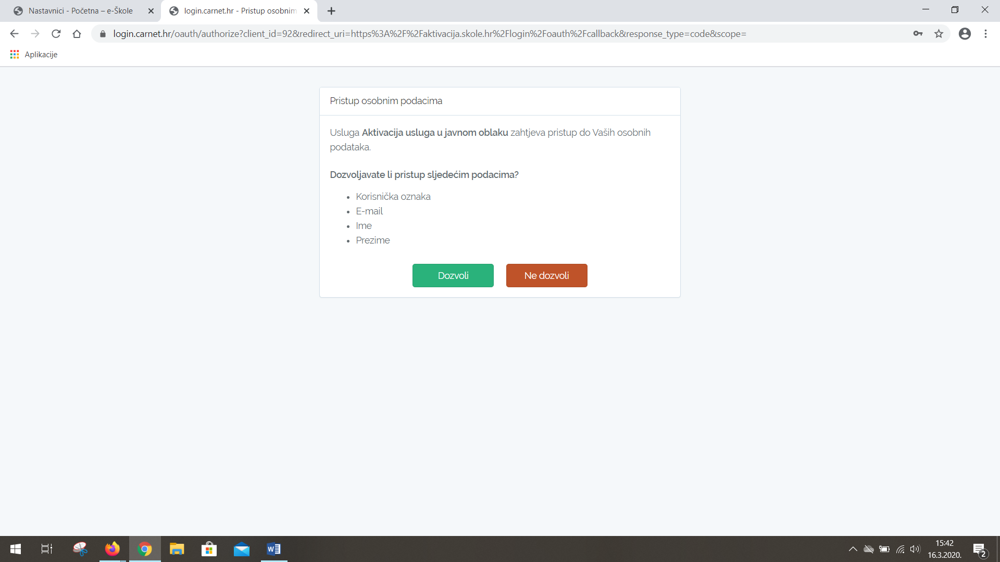 Nastavnici - Početna – e-Škole
login.carnet.hr - Pristup osobnim
login.carnet.hr/oauth/authorize?client_id=92&redirect_uri=https%3A%2F%2Faktivacija.skole.hr%2Flogin%2Foauth%2Fcallback&response_type=code&scope=
Aplikacije
Pristup osobnim podacima
Usluga Aktivacija usluga u javnom oblaku zahtjeva pristup do Vaših osobnih
podataka.
Dozvoljavate li pristup sljedećim podacima?
• Korisnička oznaka
• E-mail
• Ime
• Prezime
Dozvoli
Ne dozvoli
15:42
16.3.2020.
2